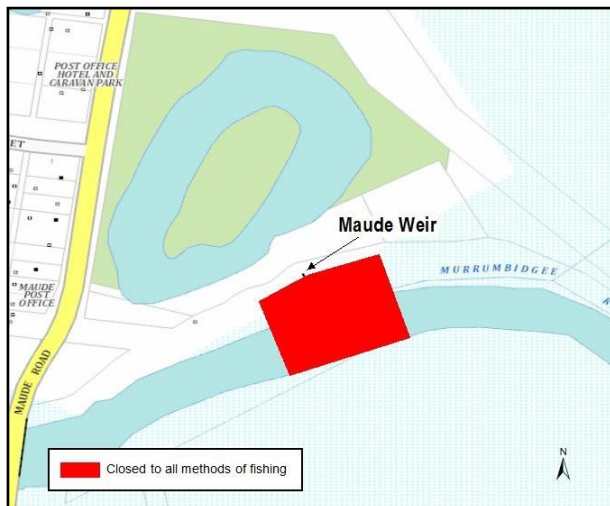 POST OFFICE
HOTEL AND
CARAVAN PARK
ET
Maude Weir
MURRUMBIDGEE
R
MAUDE
POST
OFFICE
MAUDE ROAD
Closed to all methods of fishing
N